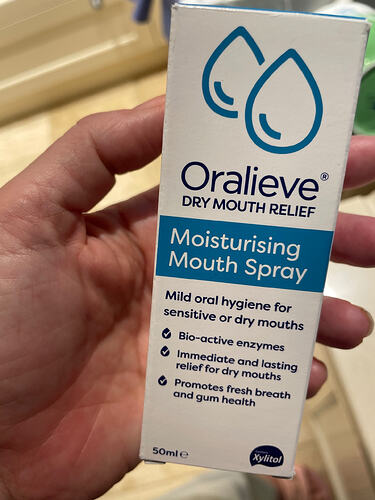 Oralieve®
DRY MOUTH RELIEF
Moisturising
Mouth Spray
Mild oral hygiene for
sensitive or dry mouths
Bio-active enzymes
Immediate and lasting
relief for dry mouths
Promotes fresh breath
and gum health
50ml e
Xylitol